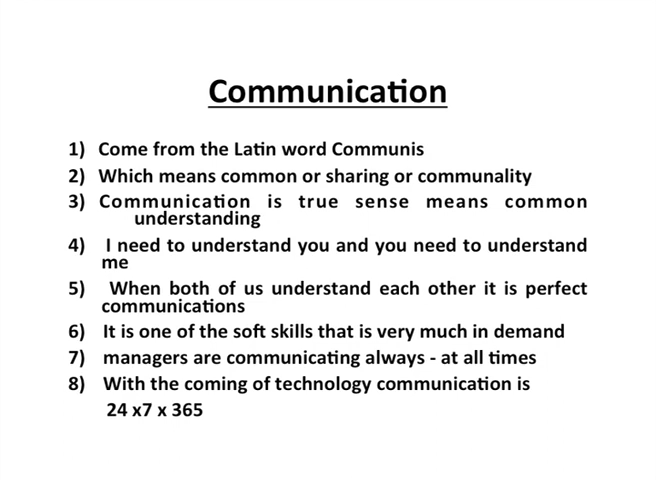 Communication
1) Come from the Latin word Communis
2) Which means common or sharing or communality
3) Communication is true sense means common
understanding
4) I need to understand you and you need to understand
me
5) When both of us understand each other it is perfect
communications
6) It is one of the soft skills that is very much in demand
7) managers are communicating always - at all times
8) With the coming of technology communication is
24 x7 x 365